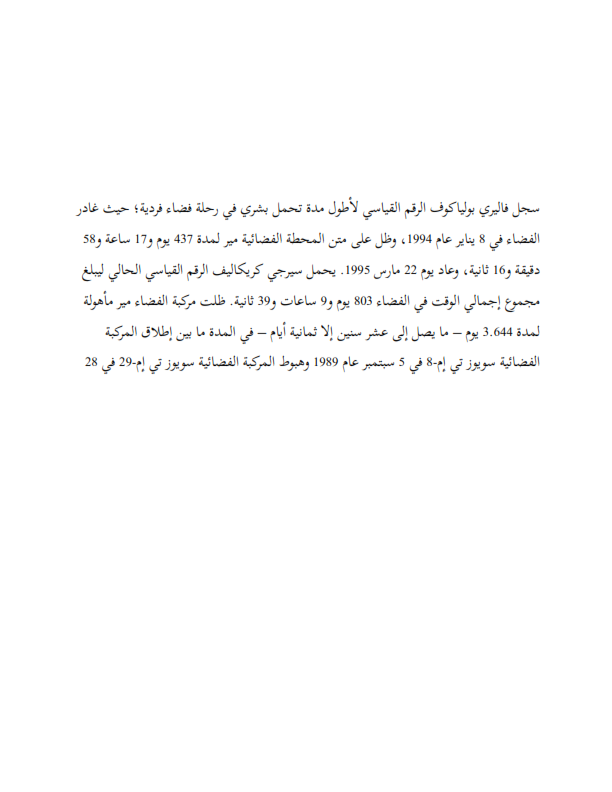 سجل فاليري بولياكوف الرقم القياسي لأطول مدة تحمل بشري في رحلة فضاء فردية؛ حيث غادر
الفضاء في 8 يناير عام 1994، وظل على متن المحطة الفضائية مير لمدة 437 يوم و17 ساعة و58
دقيقة و16 ثانية، وعاد يوم 22 مارس 1995. يحمل سيرجي كريكاليف الرقم القياسي الحالي ليبلغ
مجموع إجمالي الوقت في الفضاء 803 يوم و9 ساعات و39 ثانية. ظلت مركبة الفضاء مير مأهولة
لمدة 3.644 يوم – ما يصل إلى عشر سنين إلا ثمانية أيام – في المدة ما بين إطلاق المركبة
الفضائية سويوز تي إم-8 في 5 سبتمبر عام 1989 وهبوط المركبة الفضائية سويوز تي إم-29 في 28